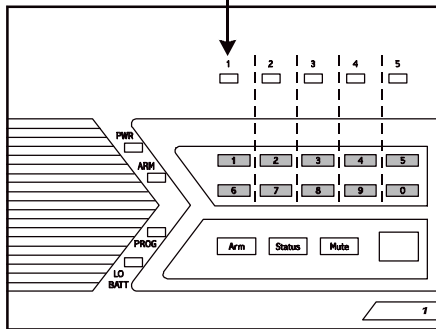 1 2 3 4 5
PWR
ARM
1 2 3 4 5
6 7 8 9 0
PROG
Arm Status Mute
LO
BATT
1